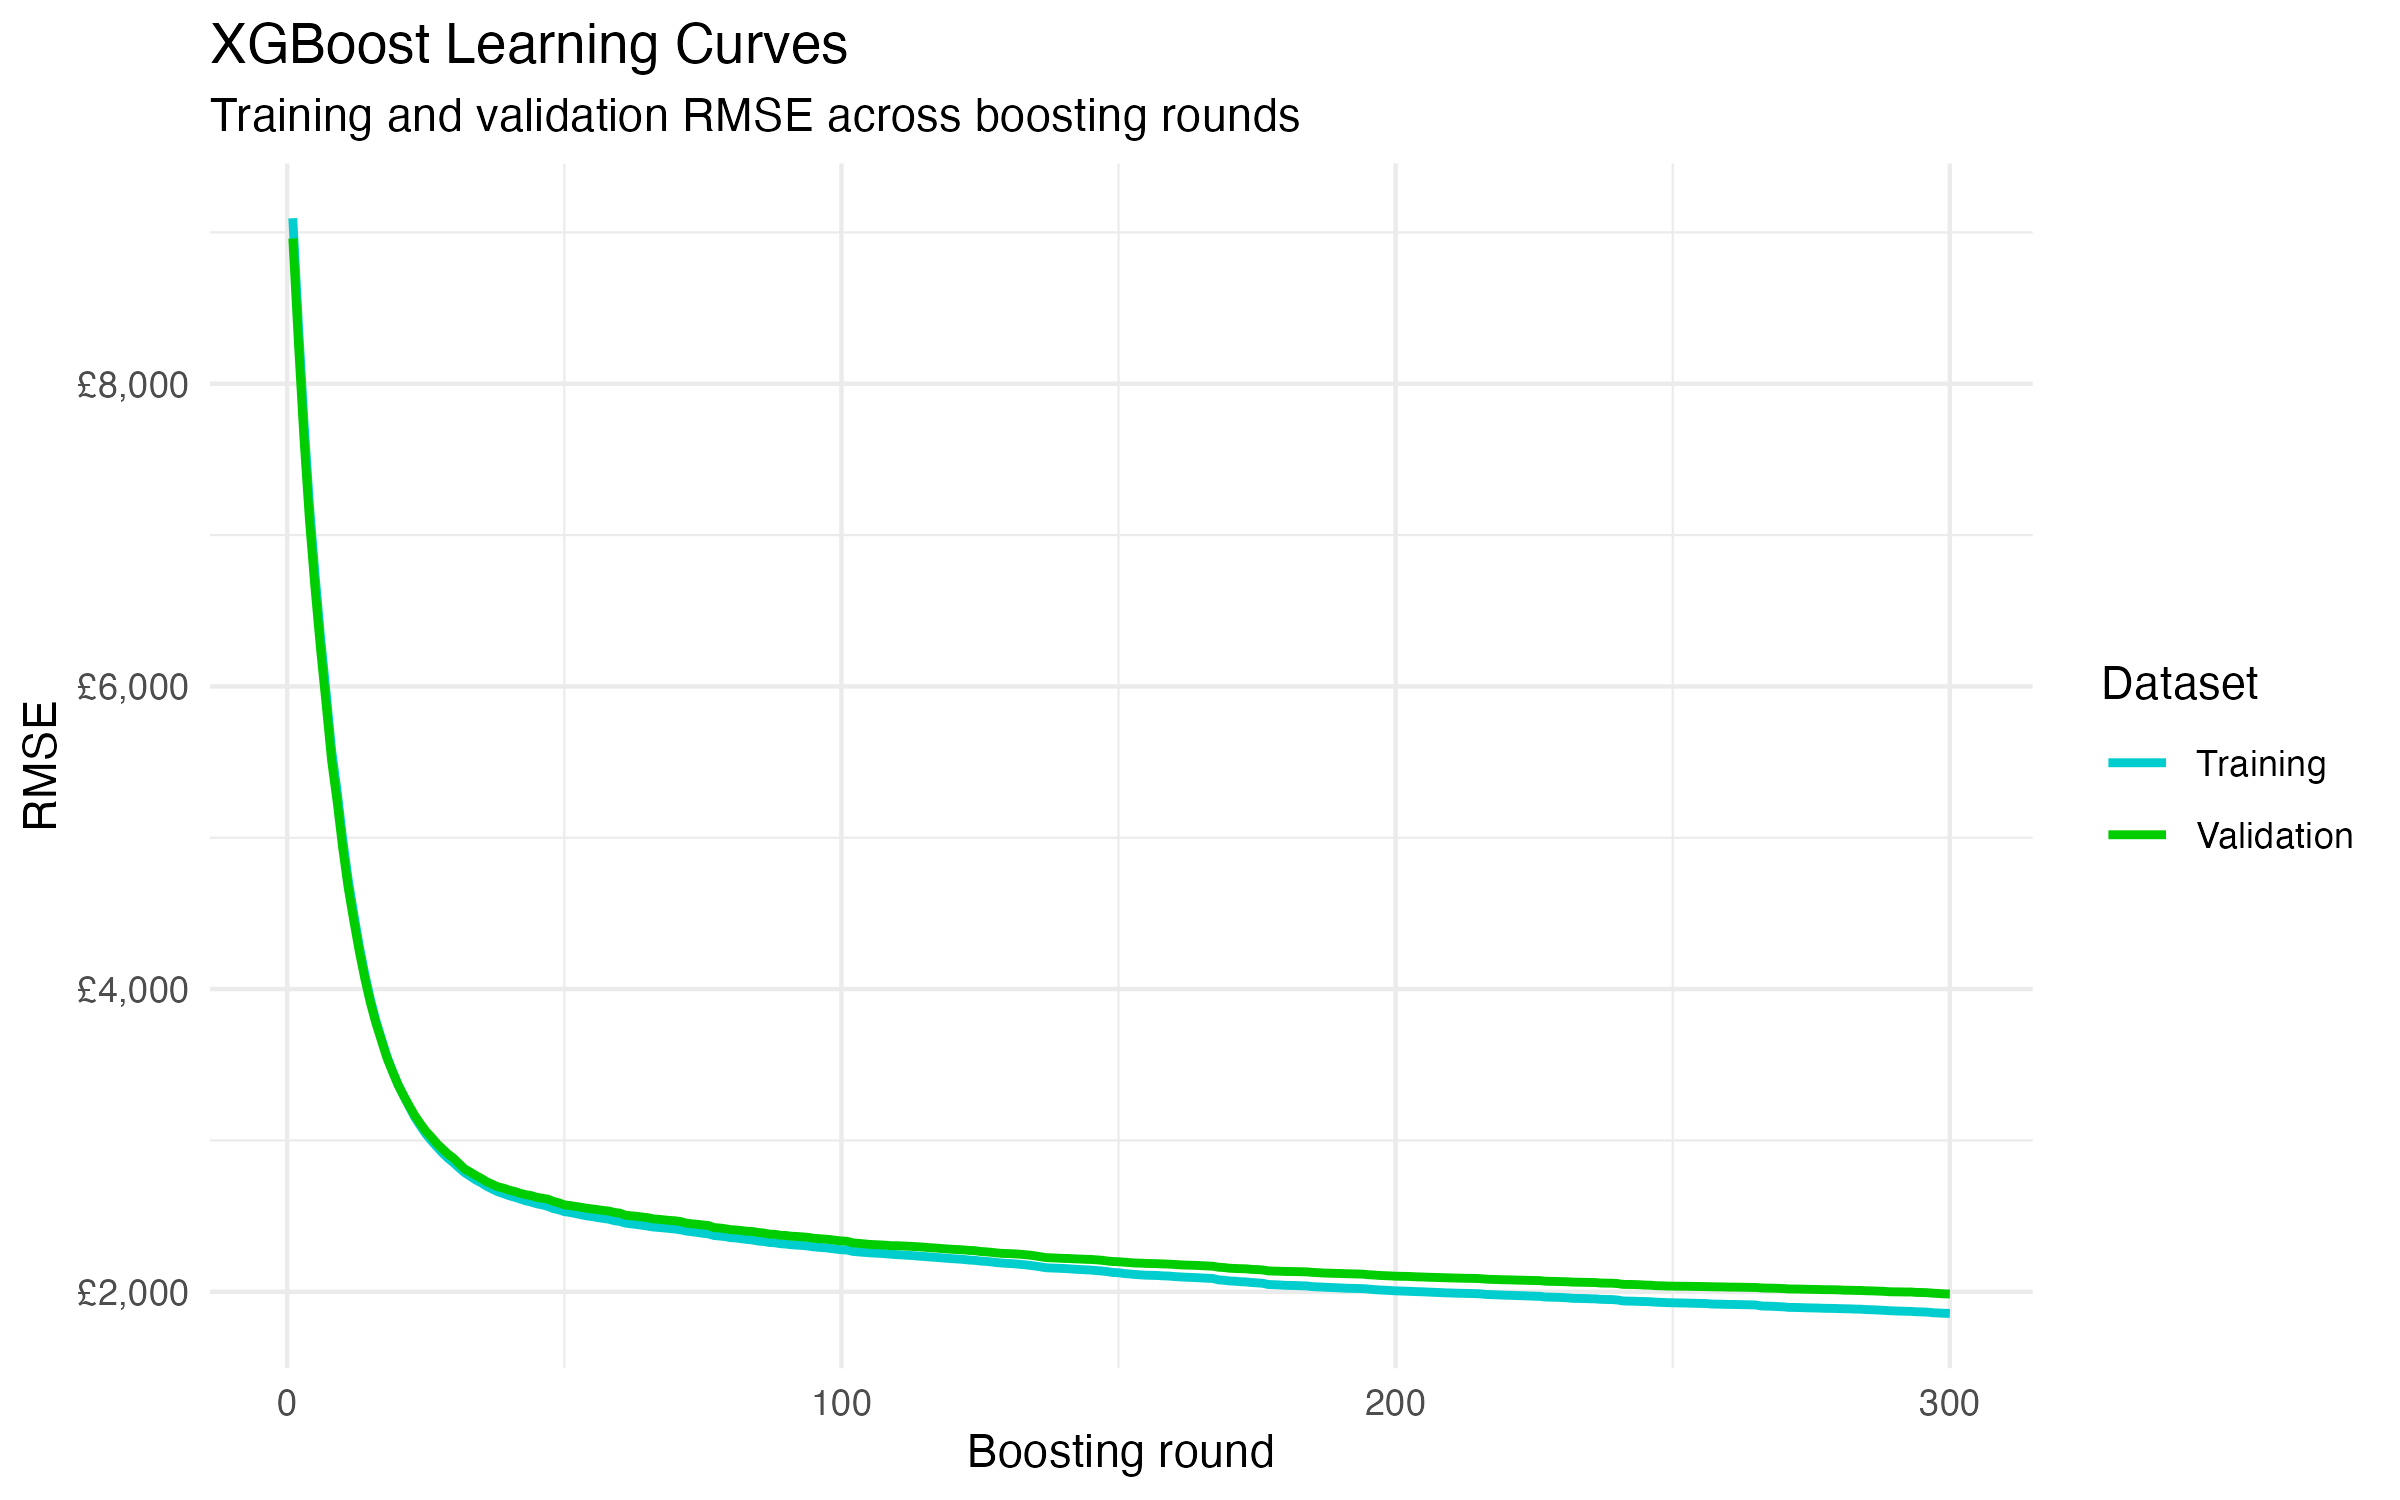 XGBoost Learning Curves
Training and validation RMSE across boosting rounds
RMSE
£8,000
£6,000
£4,000
£2,000
0
100
200
300
Boosting round
Dataset
Training
Validation